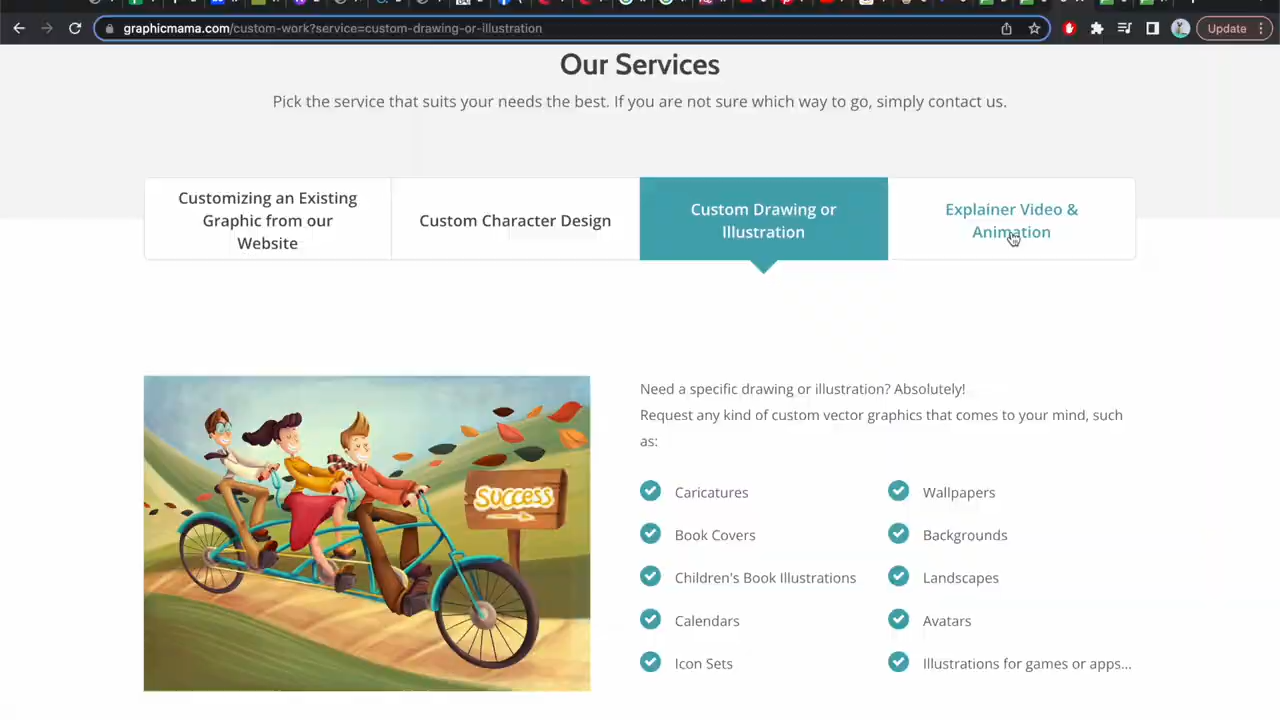 graphicmama.com/custom-work?service=custom-drawing-or-illustration
Update
Our Services
Pick the service that suits your needs the best. If you are not sure which way to go, simply contact us.
Customizing an Existing
Graphic from our
Website
Custom Character Design
Custom Drawing or
Illustration
Explainer Video &
Animation
Need a specific drawing or illustration? Absolutely!
Request any kind of custom vector graphics that comes to your mind, such
as:
SUCCESS
Caricatures
Wallpapers
Book Covers
Backgrounds
Children's Book Illustrations
Landscapes
Calendars
Avatars
Icon Sets
Illustrations for games or apps...